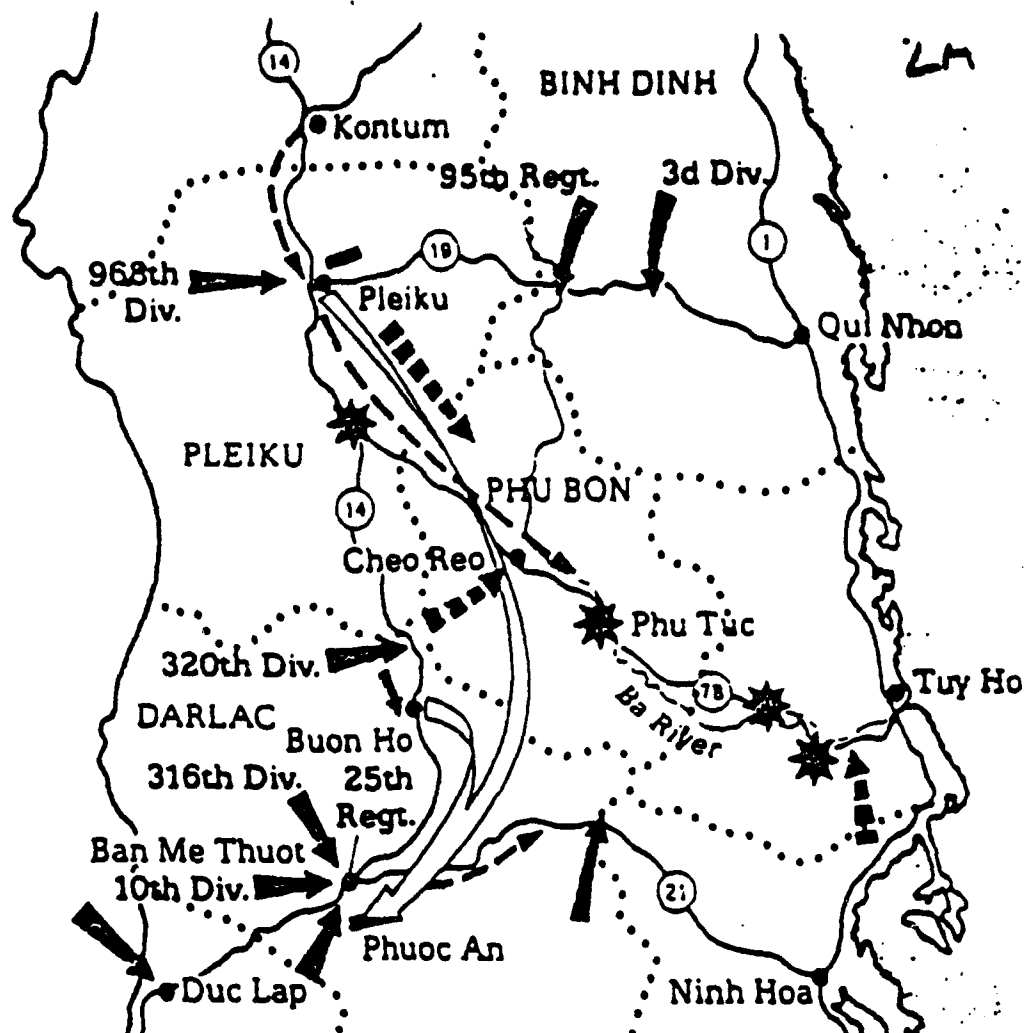 14
BINH DINH
Kontum
95th Regt.
3d Div.
1
19
968th
Div.
Pleiku
Qui Nhon
PLEIKU
PHU BON
14
Cheo Reo
Phu Tuc
320th Div.
7B
Tuy Ho
DARLAC
Ba River
Buon Ho
316th Div.
25th
Regt.
Ban Me Thuot
10th Div.
21
Phuoc An
Duc Lap
Ninh Hoa